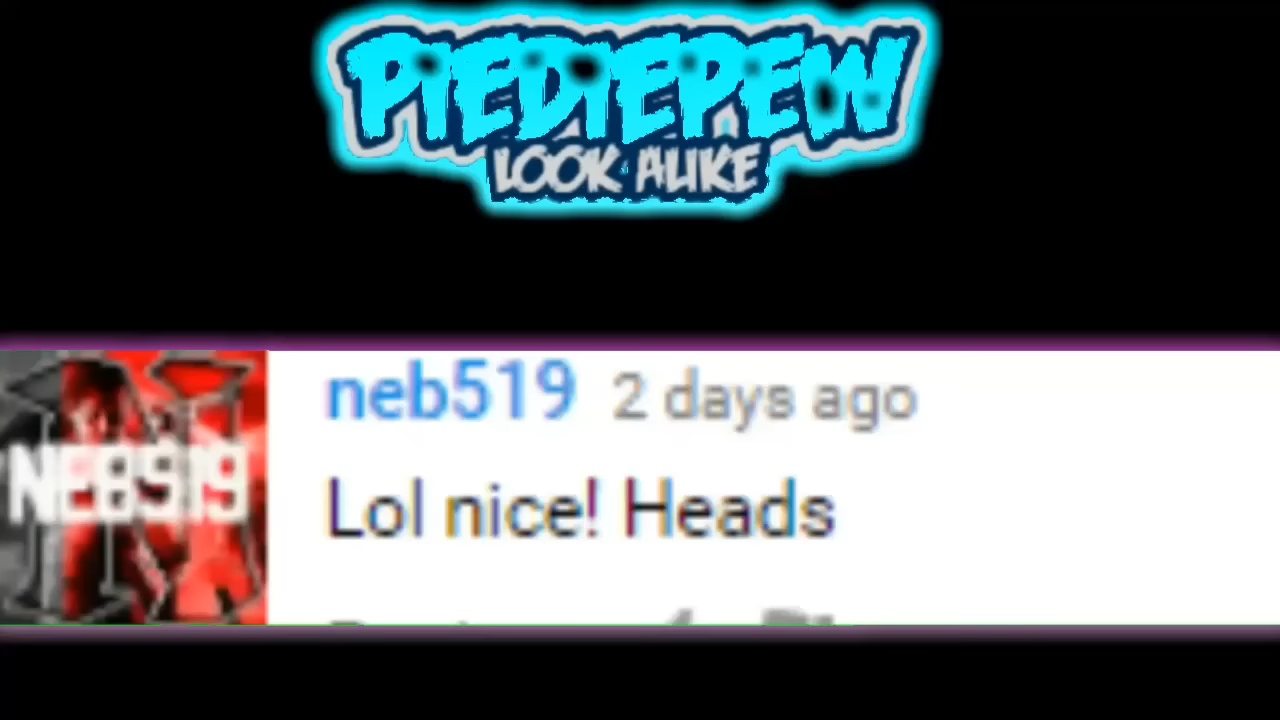 PIEDIEPEW
LOOK ALIKE
neb519 2 days ago
NEB519
Lol nice! Heads